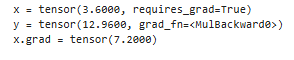 x = tensor(3.6000, requires_grad=True)
y = tensor(12.9600, grad_fn=<MulBackward0>)
x.grad = tensor(7.2000)